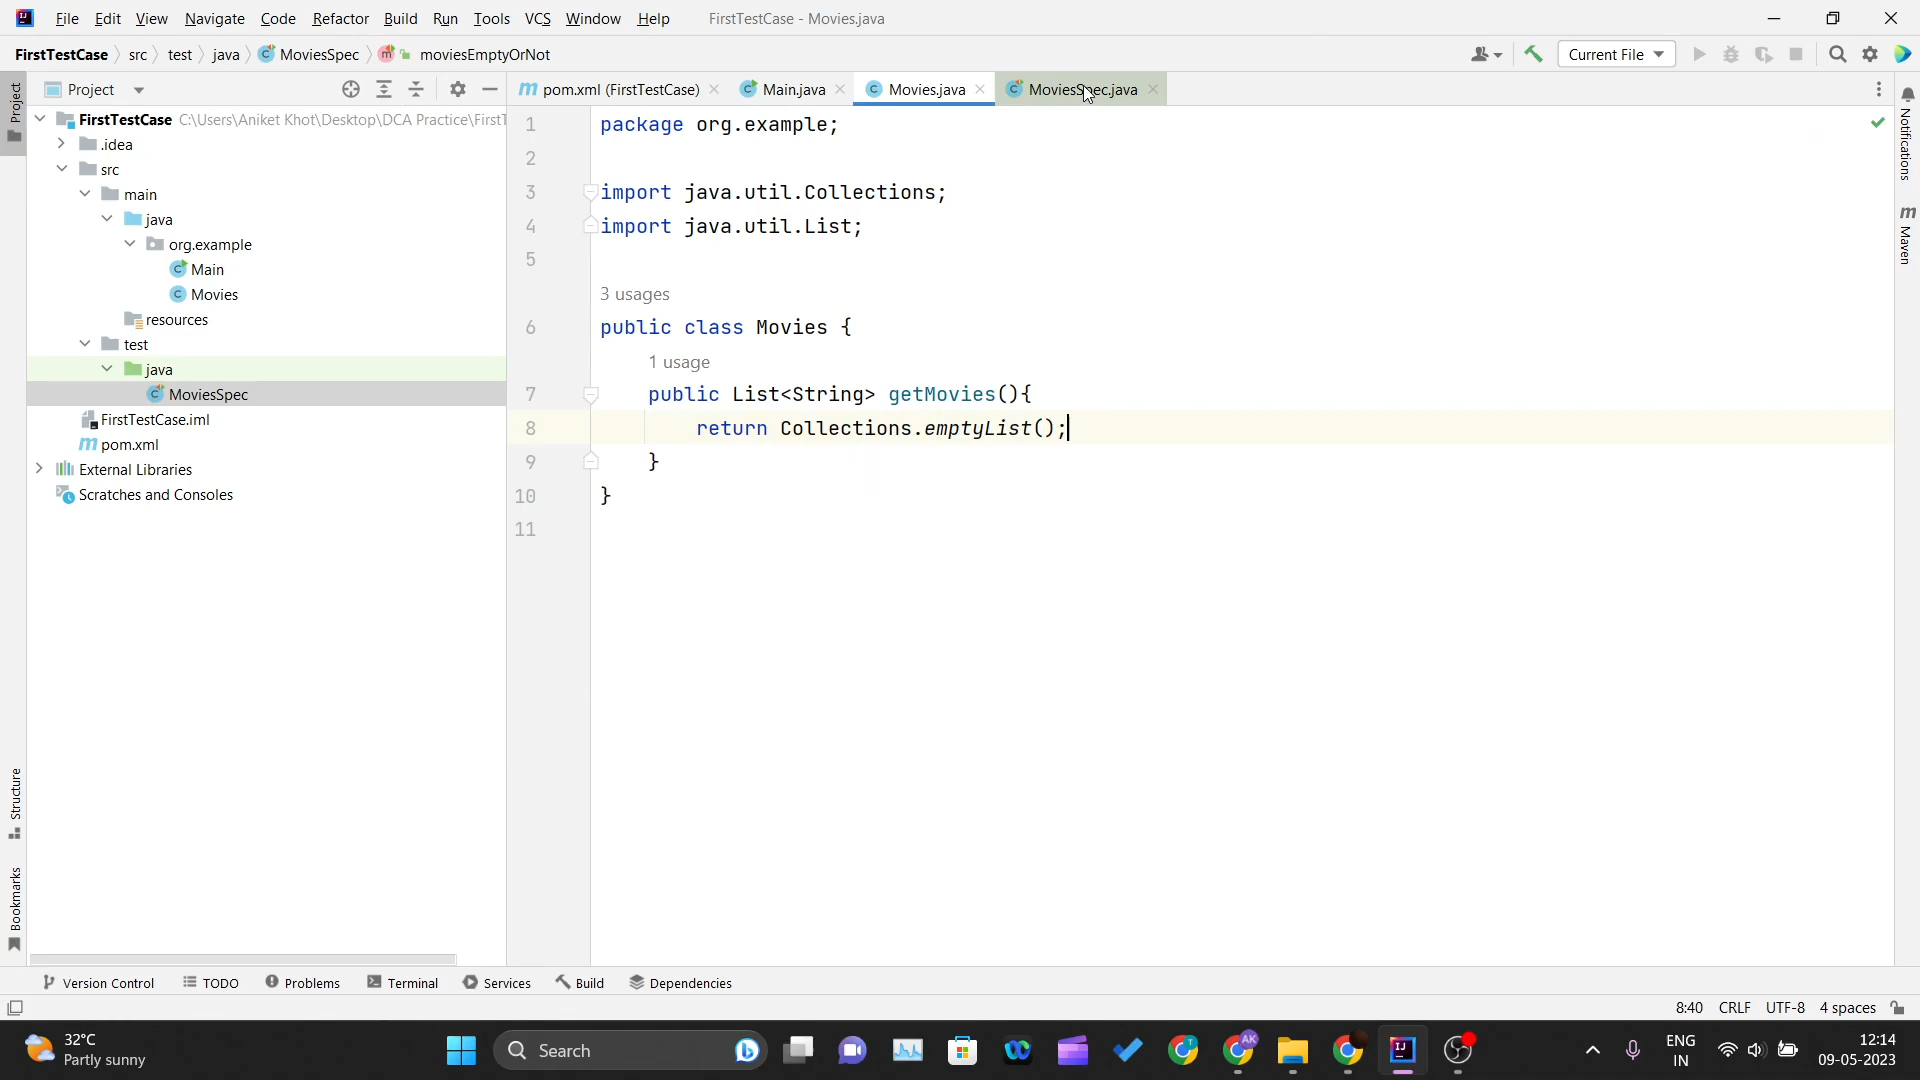 File Edit View Navigate Code Refactor Build Run Tools VCS Window Help FirstTestCase - Movies.java
FirstTestCase src test java MoviesSpec moviesEmptyOrNot Current File
Project
Project
pom.xml (FirstTestCase) Main.java Movies.java MoviesSpec.java
FirstTestCase C:\Users\Aniket Khot\Desktop\DCA Practice\FirstT
.idea
src
main
java
org.example
Main
Movies
resources
test
java
MoviesSpec
FirstTestCase.iml
pom.xml
External Libraries
Scratches and Consoles
1 package org.example;
2
3 import java.util.Collections;
4 import java.util.List;
5
3 usages
6 public class Movies {
1 usage
7 public List<String> getMovies(){
8 return Collections.emptyList();
9 }
10 }
11
Notifications
Maven
Structure
Bookmarks
Version Control TODO Problems Terminal Services Build Dependencies
8:40 CRLF UTF-8 4 spaces
32°C
Partly sunny
Search
AK
T
ENG
IN
12:14
09-05-2023